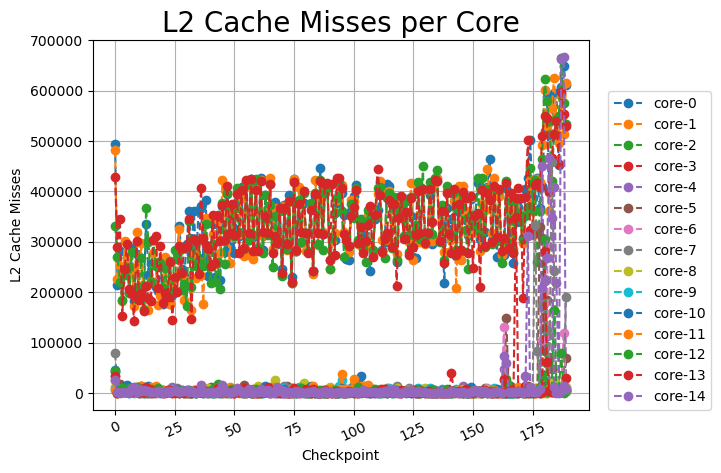 L2 Cache Misses per Core
L2 Cache Misses
700000
600000
500000
400000
300000
200000
100000
0
0
25
50
75
100
125
150
175
Checkpoint
core-0
core-1
core-2
core-3
core-4
core-5
core-6
core-7
core-8
core-9
core-10
core-11
core-12
core-13
core-14